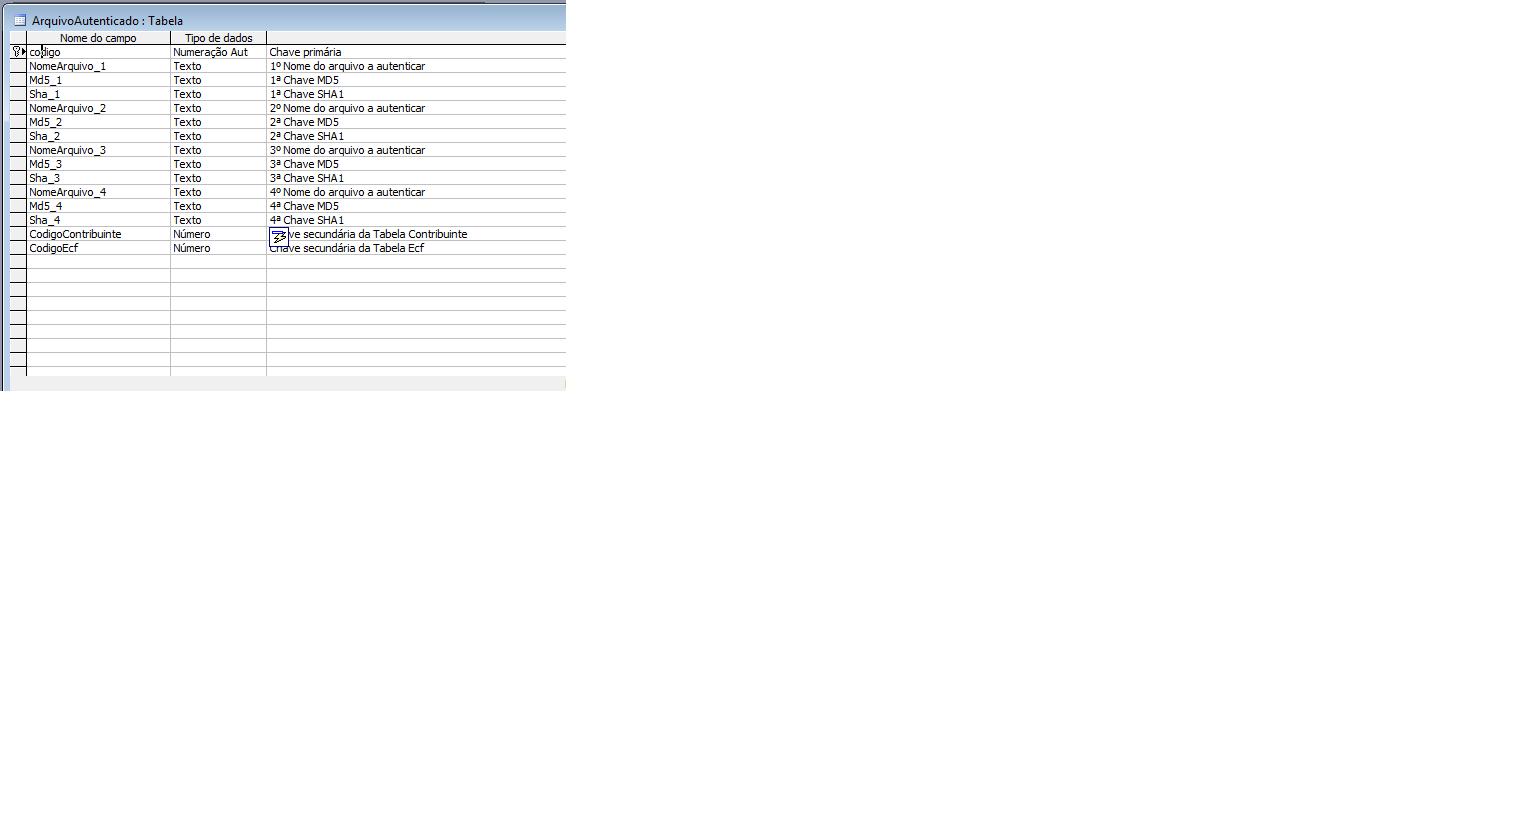 ArquivoAutenticado : Tabela
Nome do campo Tipo de dados
codigo Numeração Aut Chave primária
NomeArquivo_1 Texto 1º Nome do arquivo a autenticar
Md5_1 Texto 1ª Chave MD5
Sha_1 Texto 1ª Chave SHA1
NomeArquivo_2 Texto 2º Nome do arquivo a autenticar
Md5_2 Texto 2ª Chave MD5
Sha_2 Texto 2ª Chave SHA1
NomeArquivo_3 Texto 3º Nome do arquivo a autenticar
Md5_3 Texto 3ª Chave MD5
Sha_3 Texto 3ª Chave SHA1
NomeArquivo_4 Texto 4º Nome do arquivo a autenticar
Md5_4 Texto 4ª Chave MD5
Sha_4 Texto 4ª Chave SHA1
CodigoContribuinte Número secundária da Tabela Contribuinte
CodigoEcf Número Chave secundária da Tabela Ecf